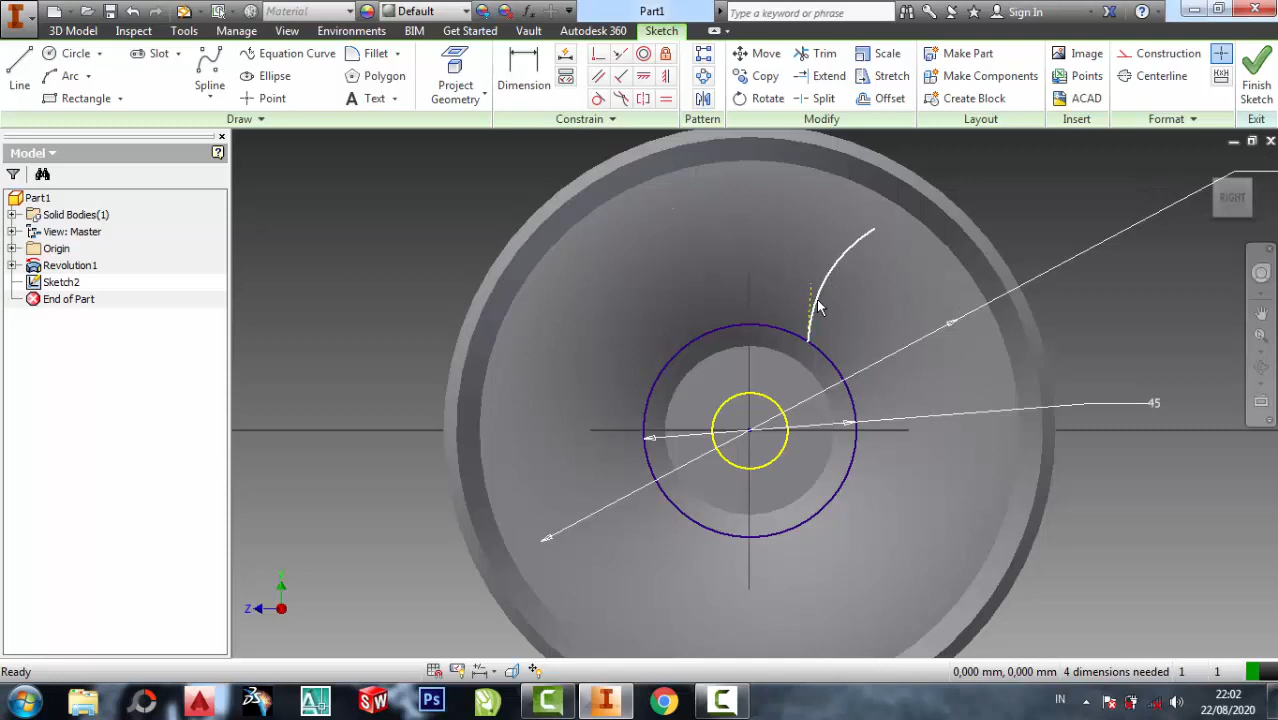 Material
Default
Part1
Type a keyword or phrase
Sign In
3D Model
Inspect
Tools
Manage
View
Environments
BIM
Get Started
Vault
Autodesk 360
Sketch
Line
Circle
Arc
Rectangle
Slot
Spline
Equation Curve
Ellipse
Point
Fillet
Polygon
Text
Project
Geometry
Dimension
Move
Copy
Rotate
Trim
Extend
Split
Scale
Stretch
Offset
Make Part
Make Components
Create Block
Image
Points
ACAD
Construction
Centerline
Finish
Sketch
Draw
Constrain
Pattern
Modify
Layout
Insert
Format
Exit
Model
Part1
Solid Bodies(1)
View: Master
Origin
Revolution1
Sketch2
End of Part
RIGHT
45
Z
Ready
0,000 mm, 0,000 mm
4 dimensions needed
1
1
IN
22:02
22/08/2020